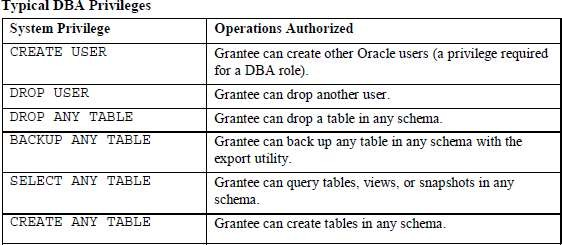 Typical DBA Privileges
System Privilege Operations Authorized
CREATE USER Grantee can create other Oracle users (a privilege required
for a DBA role).
DROP USER Grantee can drop another user.
DROP ANY TABLE Grantee can drop a table in any schema.
BACKUP ANY TABLE Grantee can back up any table in any schema with the
export utility.
SELECT ANY TABLE Grantee can query tables, views, or snapshots in any
schema.
CREATE ANY TABLE Grantee can create tables in any schema.